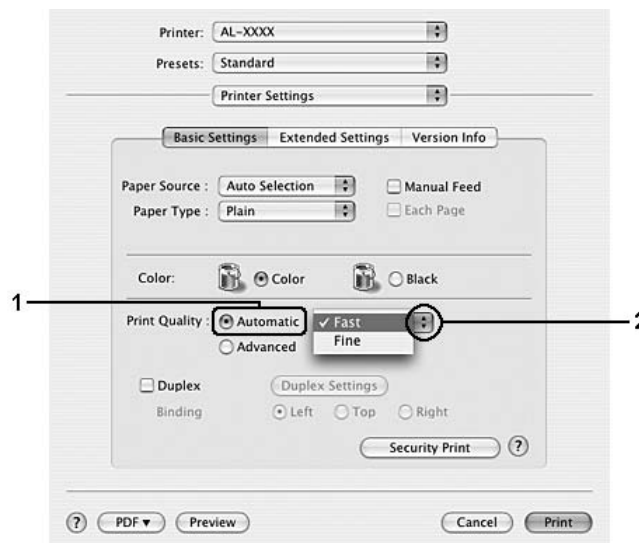 Printer: AL-XXXX
Presets: Standard
Printer Settings
Basic Settings Extended Settings Version Info
Paper Source : Auto Selection Manual Feed
Paper Type : Plain Each Page
Color: Color Black
1
Print Quality : Automatic ✓ Fast 2
Advanced Fine
Duplex Duplex Settings
Binding Left Top Right
Security Print ?
? PDF ▼ Preview Cancel Print